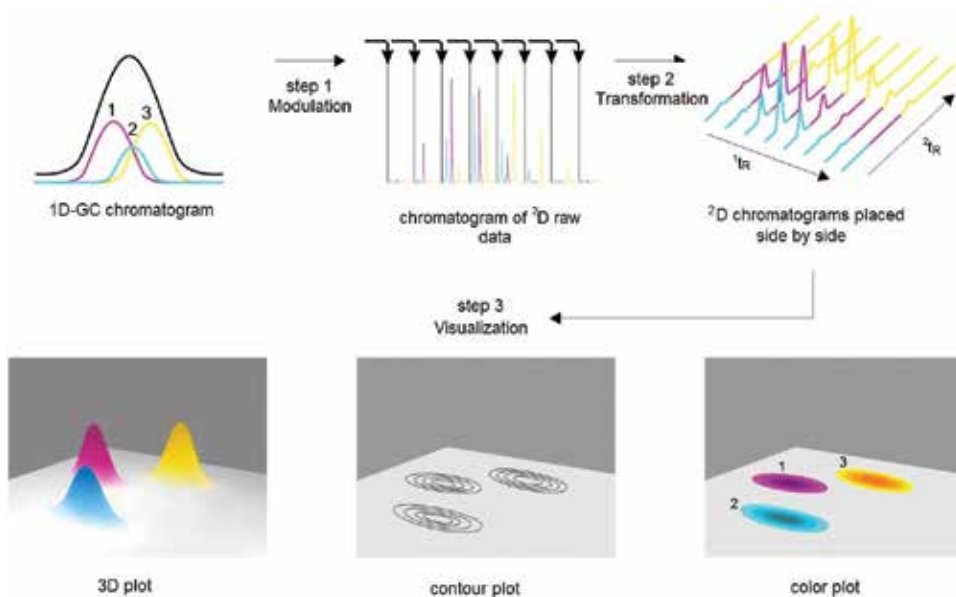 1
3
2
1D-GC chromatogram
step 1
Modulation
chromatogram of ²D raw
data
step 2
Transformation
¹tR
²tR
²D chromatograms placed
side by side
step 3
Visualization
3D plot
contour plot
1
3
2
color plot